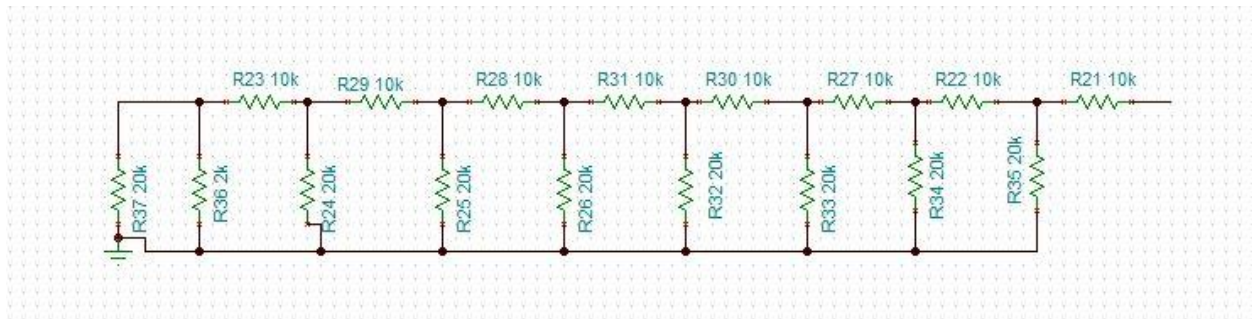 R23 10k
R29 10k
R28 10k
R31 10k
R30 10k
R27 10k
R22 10k
R21 10k
R37 20k
R36 2k
R24 20k
R25 20k
R26 20k
R32 20k
R33 20k
R34 20k
R35 20k